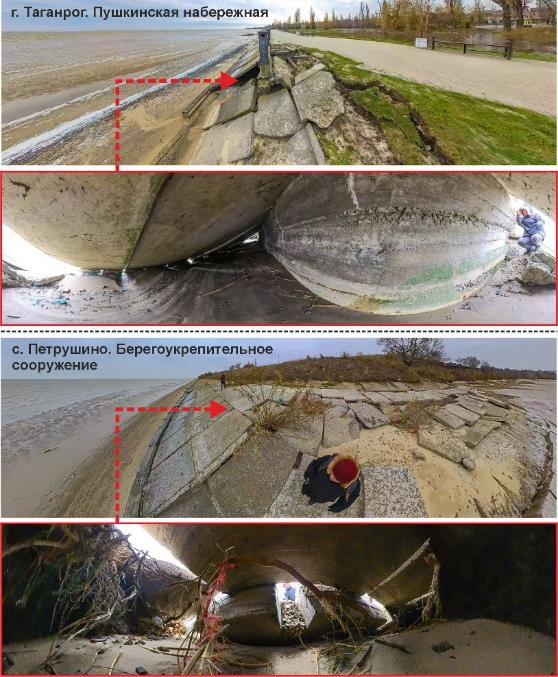 г. Таганрог. Пушкинская набережная
с. Петрушино. Берегоукрепительное
сооружение